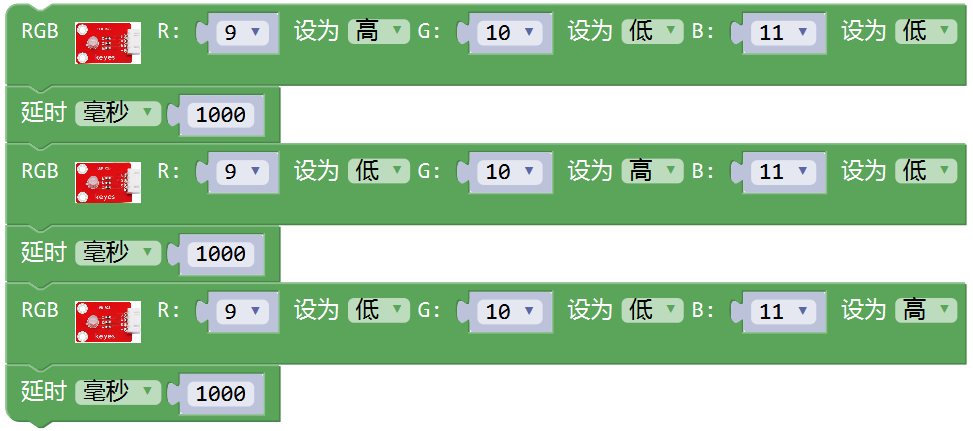 RGB keyes R: 9 设为 高 G: 10 设为 低 B: 11 设为 低
延时 毫秒 1000
RGB keyes R: 9 设为 低 G: 10 设为 高 B: 11 设为 低
延时 毫秒 1000
RGB keyes R: 9 设为 低 G: 10 设为 低 B: 11 设为 高
延时 毫秒 1000